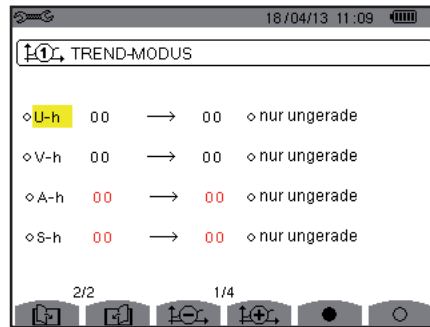 18/04/13 11:09
1 TREND-MODUS
U-h 00 → 00 nur ungerade
V-h 00 → 00 nur ungerade
A-h 00 → 00 nur ungerade
S-h 00 → 00 nur ungerade
2/2 1/4